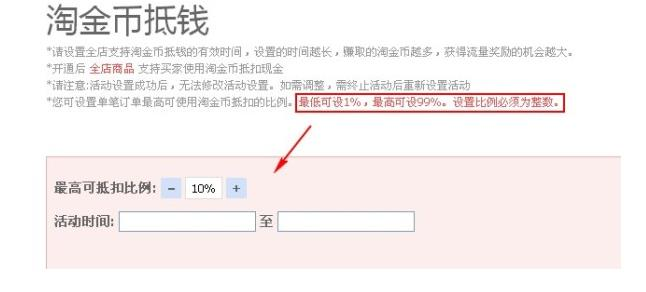 淘金币抵钱
*请设置全店支持淘金币抵钱的有效时间，设置的时间越长，赚取的淘金币越多，获得流量奖励的机会越大。
*开通后 全店商品 支持买家使用淘金币抵扣现金
*请注意:活动设置成功后，无法修改活动设置。如需调整，需终止活动后重新设置活动
*您可设置单笔订单最高可使用淘金币抵扣的比例。最低可设1%，最高可设99%。设置比例必须为整数。
最高可抵扣比例: − 10% +
活动时间: 至